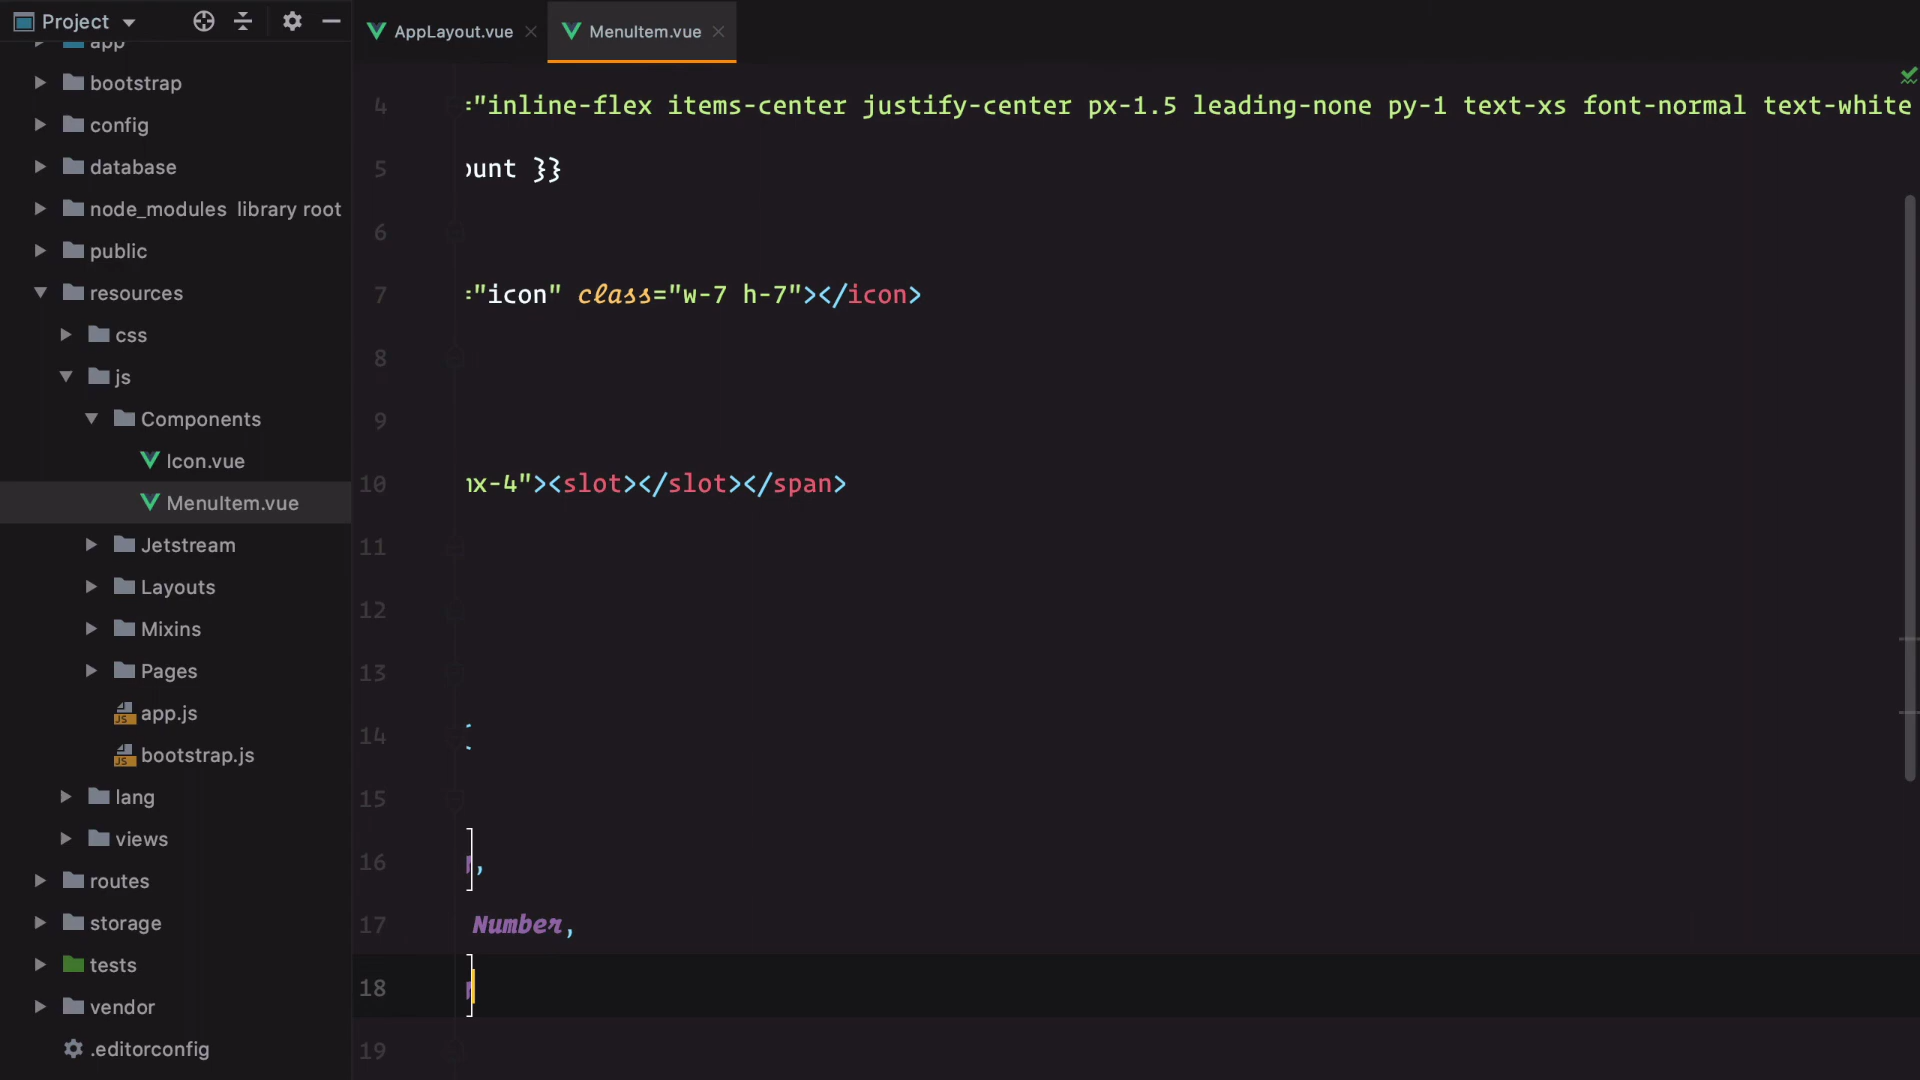 Project
AppLayout.vue
MenuItem.vue
app
bootstrap
config
database
node_modules library root
public
resources
css
js
Components
Icon.vue
MenuItem.vue
Jetstream
Layouts
Mixins
Pages
app.js
bootstrap.js
lang
views
routes
storage
tests
vendor
.editorconfig
4 ="inline-flex items-center justify-center px-1.5 leading-none py-1 text-xs font-normal text-white
5 ount }}
6
7 ="icon" class="w-7 h-7"></icon>
8
9
10 mx-4"><slot></slot></span>
11
12
13
14 {
15
16 ,
17 Number,
18
19